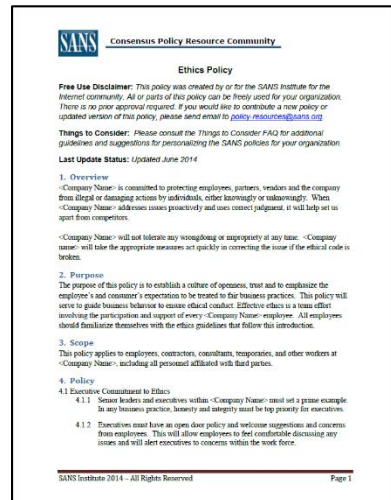 SANS
Consensus Policy Resource Community
Ethics Policy
Free Use Disclaimer: This policy was created by or for the SANS Institute for the
Internet community. All or parts of this policy can be freely used for your organization.
There is no prior approval required. If you would like to contribute a new policy or
updated version of this policy, please send email to policy-resources@sans.org.
Things to Consider: Please consult the Things to Consider FAQ for additional
guidelines and suggestions for personalizing the SANS policies for your organization.
Last Update Status: Updated June 2014
1. Overview
<Company Name> is committed to protecting employees, partners, vendors and the company
from illegal or damaging actions by individuals, either knowingly or unknowingly. When
<Company Name> addresses issues proactively and uses correct judgment, it will help set us
apart from competitors.
<Company Name> will not tolerate any wrongdoing or impropriety at any time. <Company
name> will take the appropriate measures act quickly in correcting the issue if the ethical code is
broken.
2. Purpose
The purpose of this policy is to establish a culture of openness, trust and to emphasize the
employee's and consumer's expectation to be treated to fair business practices. This policy will
serve to guide business behavior to ensure ethical conduct. Effective ethics is a team effort
involving the participation and support of every <Company Name> employee. All employees
should familiarize themselves with the ethics guidelines that follow this introduction.
3. Scope
This policy applies to employees, contractors, consultants, temporaries, and other workers at
<Company Name>, including all personnel affiliated with third parties.
4. Policy
4.1 Executive Commitment to Ethics
4.1.1 Senior leaders and executives within <Company Name> must set a prime example.
In any business practice, honesty and integrity must be top priority for executives.
4.1.2 Executives must have an open door policy and welcome suggestions and concerns
from employees. This will allow employees to feel comfortable discussing any
issues and will alert executives to concerns within the work force.
SANS Institute 2014 – All Rights Reserved Page 1